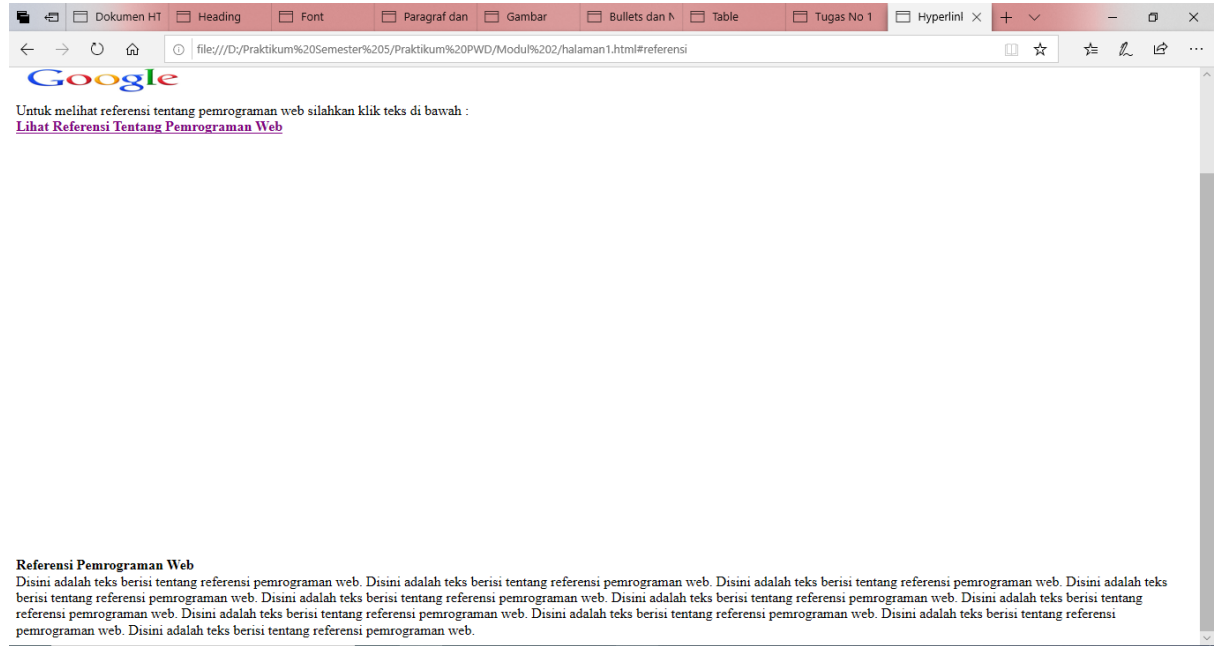 Dokumen HT Heading Font Paragraf dan Gambar Bullets dan N Table Tugas No 1 Hyperlinl
file:///D:/Praktikum%20Semester%205/Praktikum%20PWD/Modul%202/halaman1.html#referensi
Google
Untuk melihat referensi tentang pemrograman web silahkan klik teks di bawah :
Lihat Referensi Tentang Pemrograman Web
Referensi Pemrograman Web
Disini adalah teks berisi tentang referensi pemrograman web. Disini adalah teks berisi tentang referensi pemrograman web. Disini adalah teks berisi tentang referensi pemrograman web. Disini adalah teks
berisi tentang referensi pemrograman web. Disini adalah teks berisi tentang referensi pemrograman web. Disini adalah teks berisi tentang referensi pemrograman web. Disini adalah teks berisi tentang
referensi pemrograman web. Disini adalah teks berisi tentang referensi pemrograman web. Disini adalah teks berisi tentang referensi pemrograman web. Disini adalah teks berisi tentang referensi
pemrograman web. Disini adalah teks berisi tentang referensi pemrograman web.